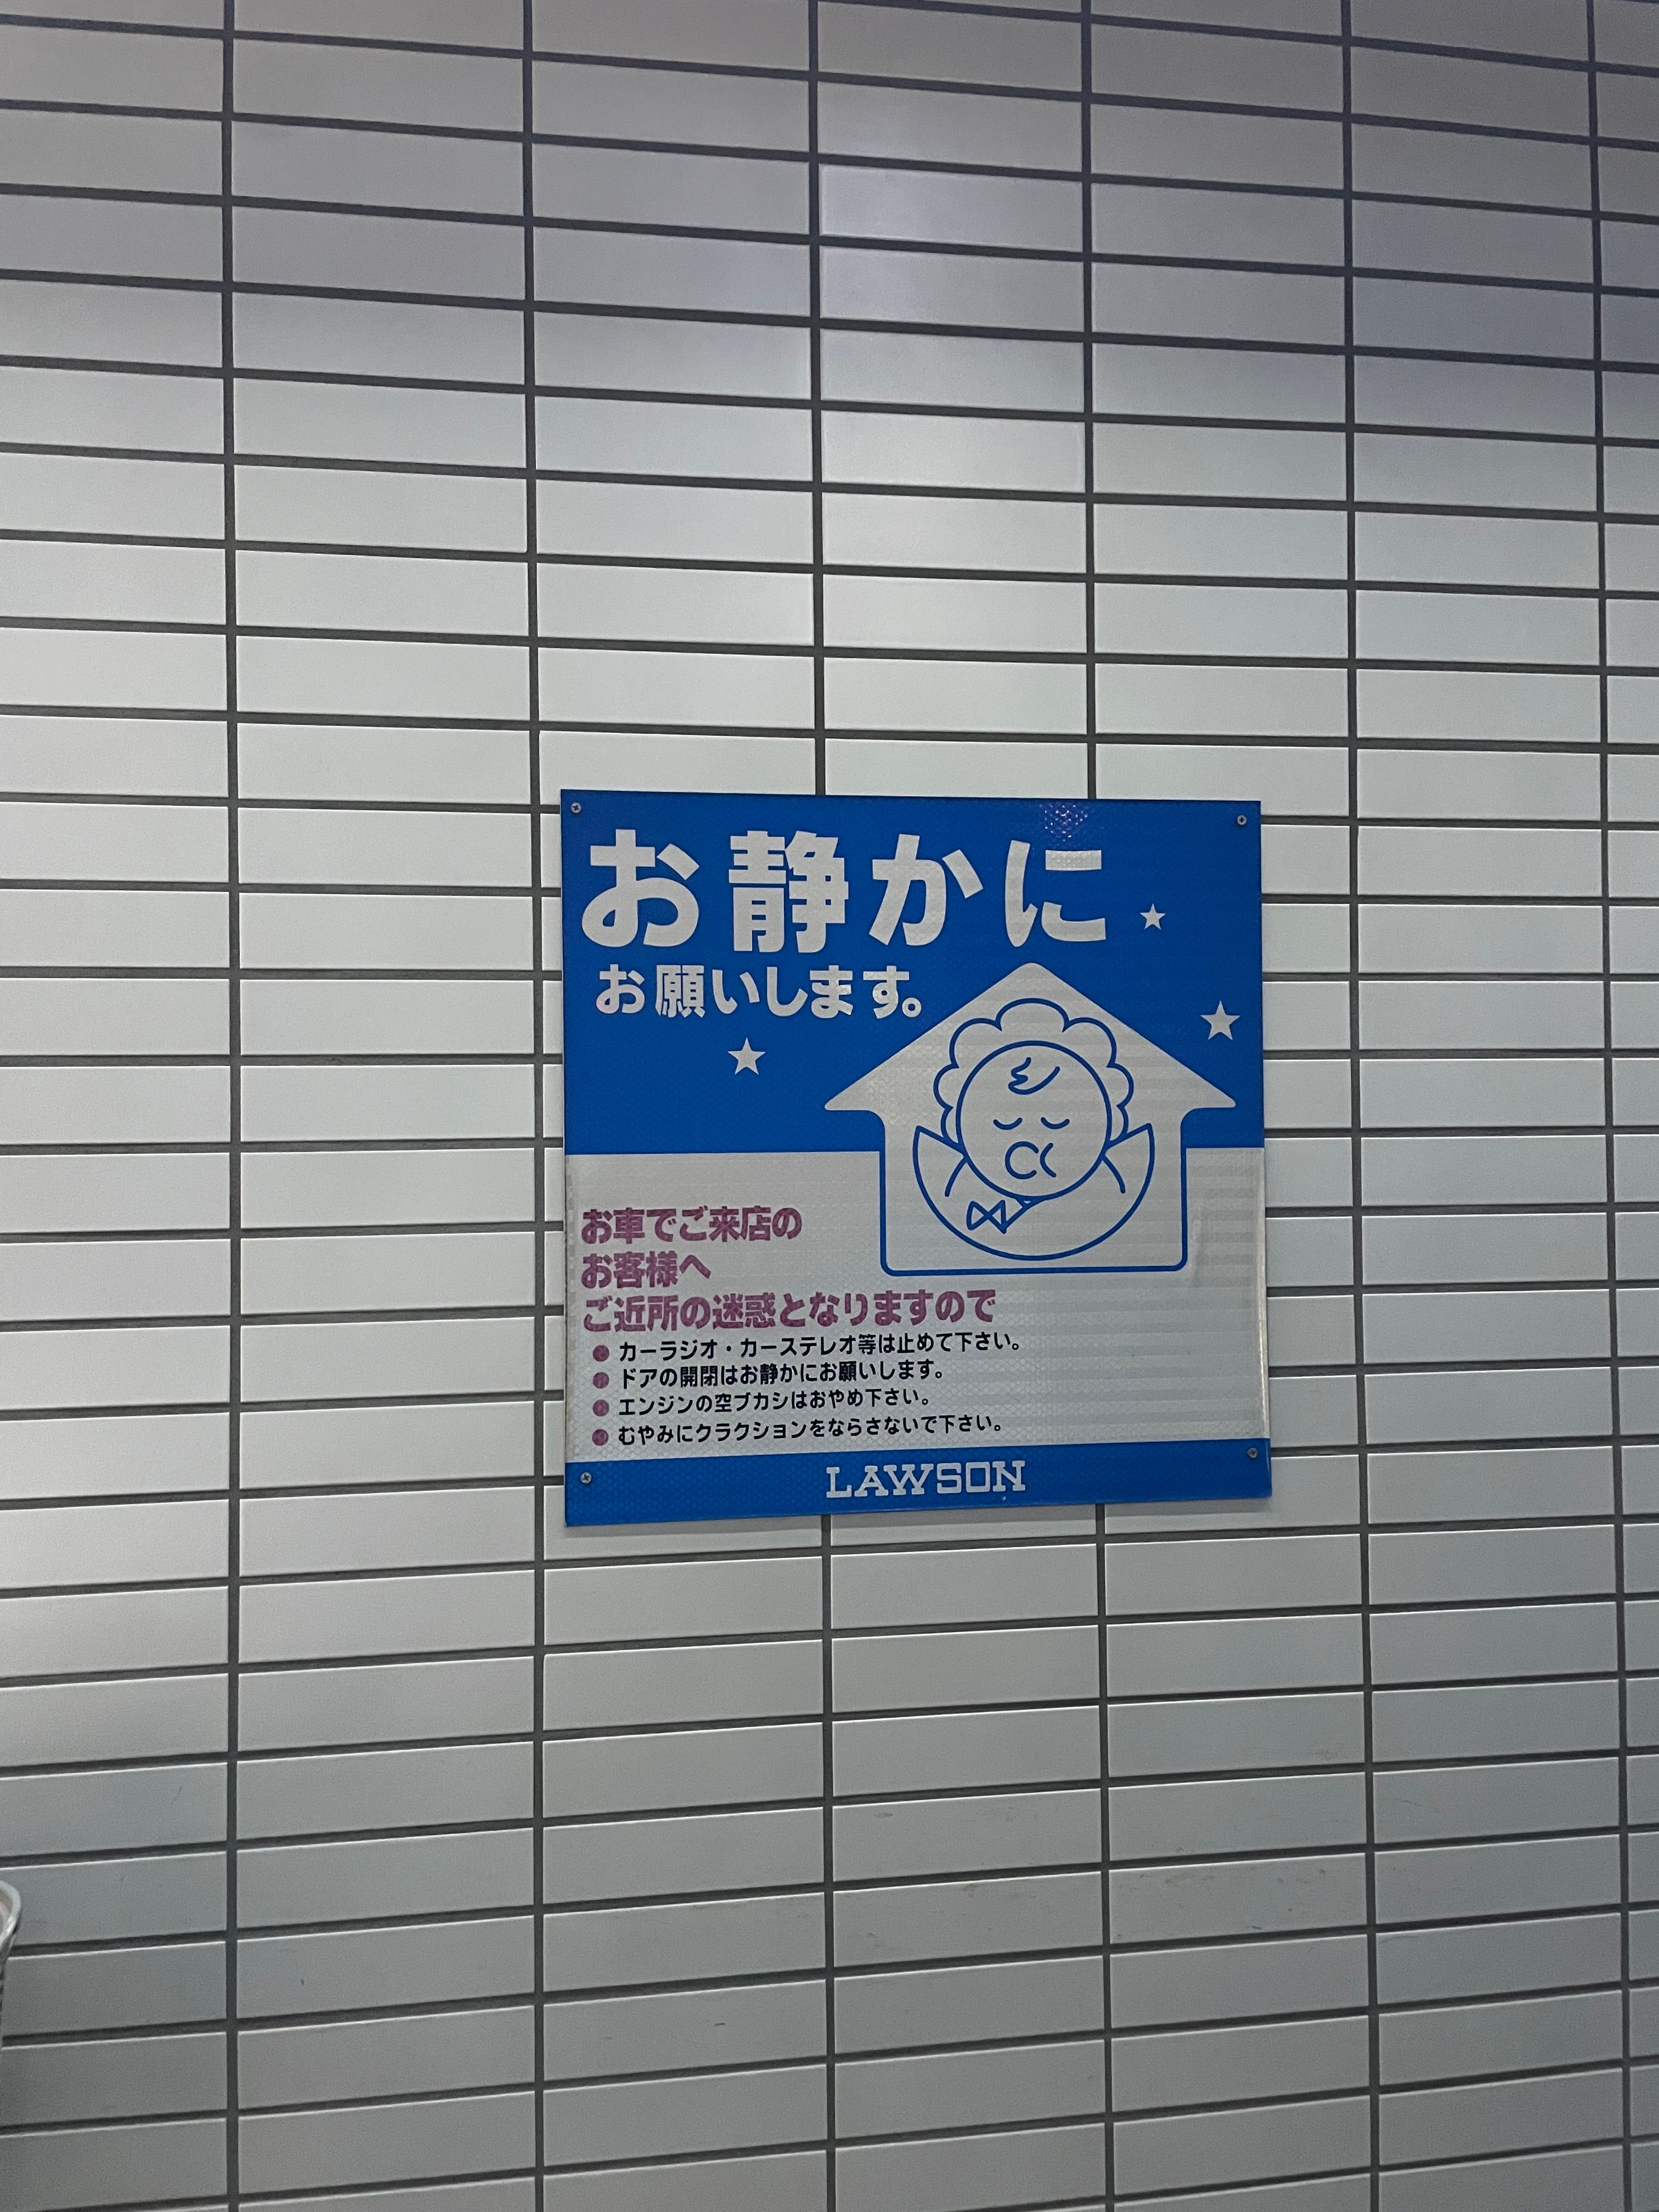 お静かに
お願いします。
お車でご来店の
お客様へ
ご近所の迷惑となりますので
● カーラジオ・カーステレオ等は止めて下さい。
● ドアの開閉はお静かにお願いします。
● エンジンの空ブカシはおやめ下さい。
● むやみにクラクションをならさないで下さい。
LAWSON